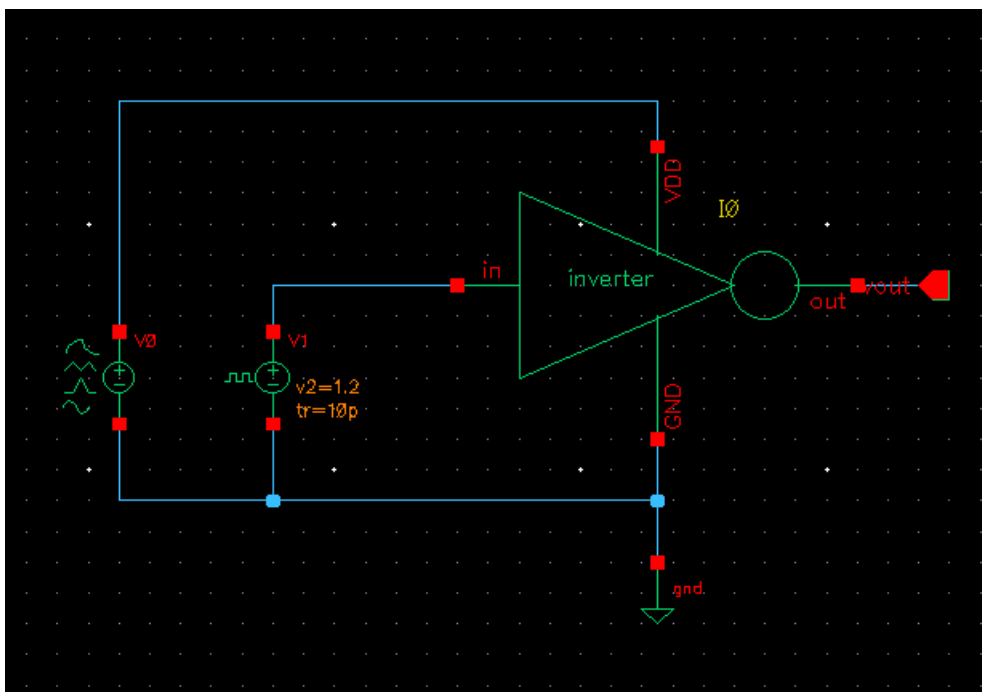 VDD
I0
in
inverter
out
vout
V0
V1
v2=1.2
tr=10p
GND
gnd